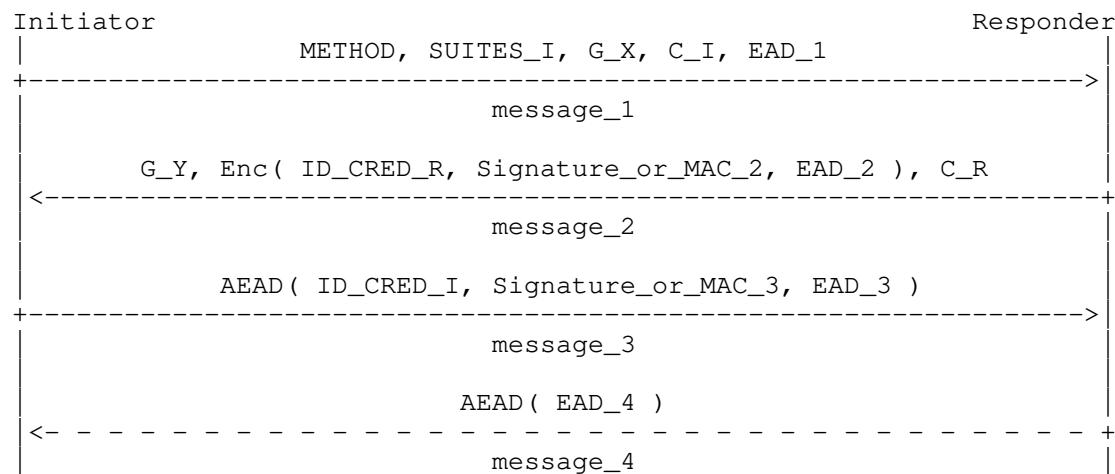 Initiator Responder
METHOD, SUITES_I, G_X, C_I, EAD_1
message_1
G_Y, Enc( ID_CRED_R, Signature_or_MAC_2, EAD_2 ), C_R
message_2
AEAD( ID_CRED_I, Signature_or_MAC_3, EAD_3 )
message_3
AEAD( EAD_4 )
message_4